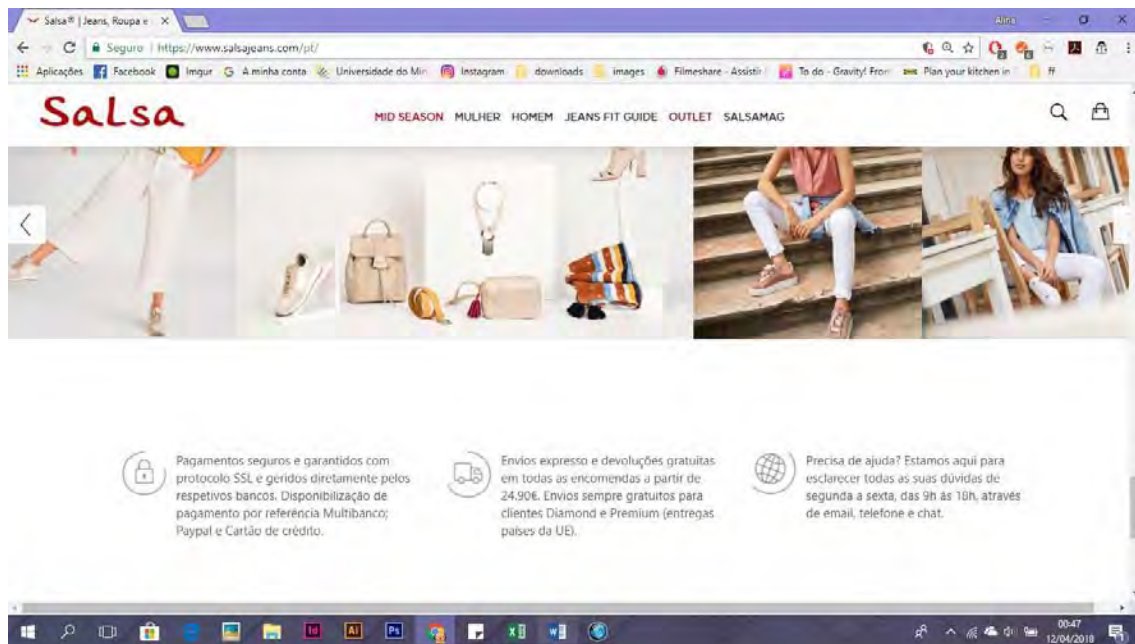 Salsa® | Jeans, Roupa e
Alina
Seguro | https://www.salsajeans.com/pt/
Aplicações Facebook Imgur A minha conta Universidade do Min Instagram downloads images Filmeshare - Assistir To do - Gravity! From Plan your kitchen in ff
Salsa
MID SEASON MULHER HOMEM JEANS FIT GUIDE OUTLET SALSAMAG
Pagamentos seguros e garantidos com
protocolo SSL e geridos diretamente pelos
respetivos bancos. Disponibilização de
pagamento por referência Multibanco;
Paypal e Cartão de crédito.
Envios expresso e devoluções gratuitas
em todas as encomendas a partir de
24.90€. Envios sempre gratuitos para
clientes Diamond e Premium (entregas
países da UE).
Precisa de ajuda? Estamos aqui para
esclarecer todas as suas dúvidas de
segunda a sexta, das 9h às 18h, através
de email, telefone e chat.
Id Ai Ps
00:47
12/04/2018